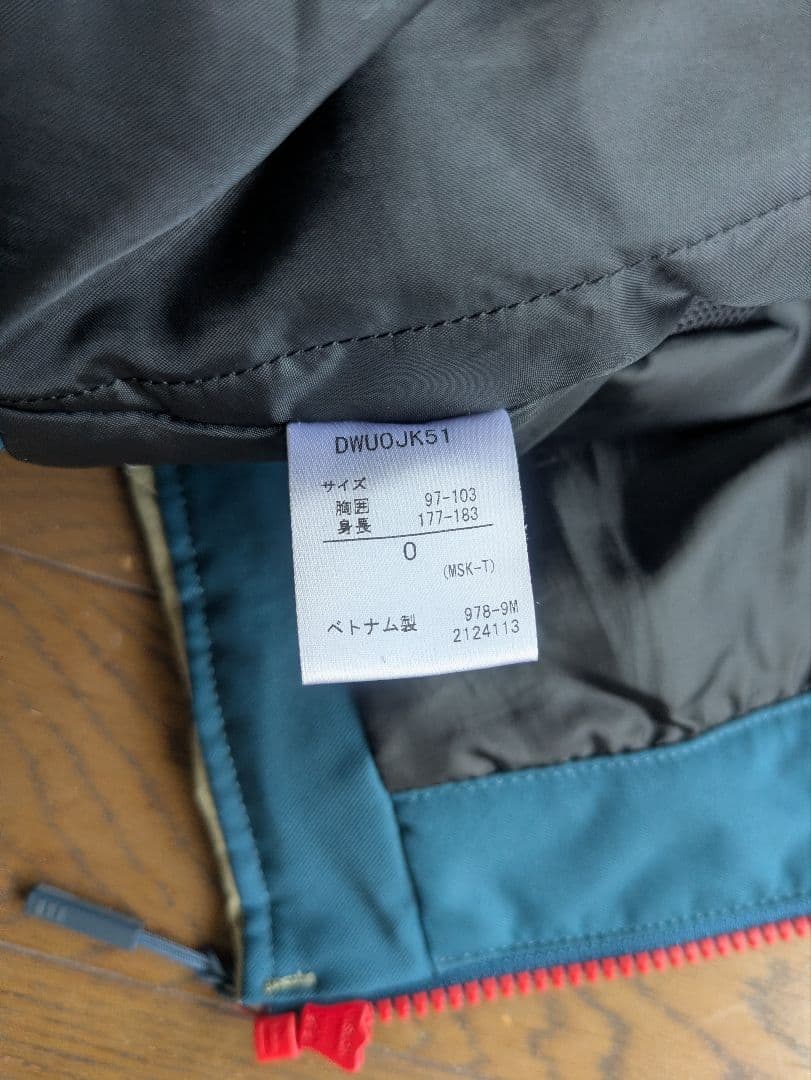 DWUOJK51
サイズ
胸囲 97-103
身長 177-183
O
(MSK-T)
978-9M
ベトナム製 2124113